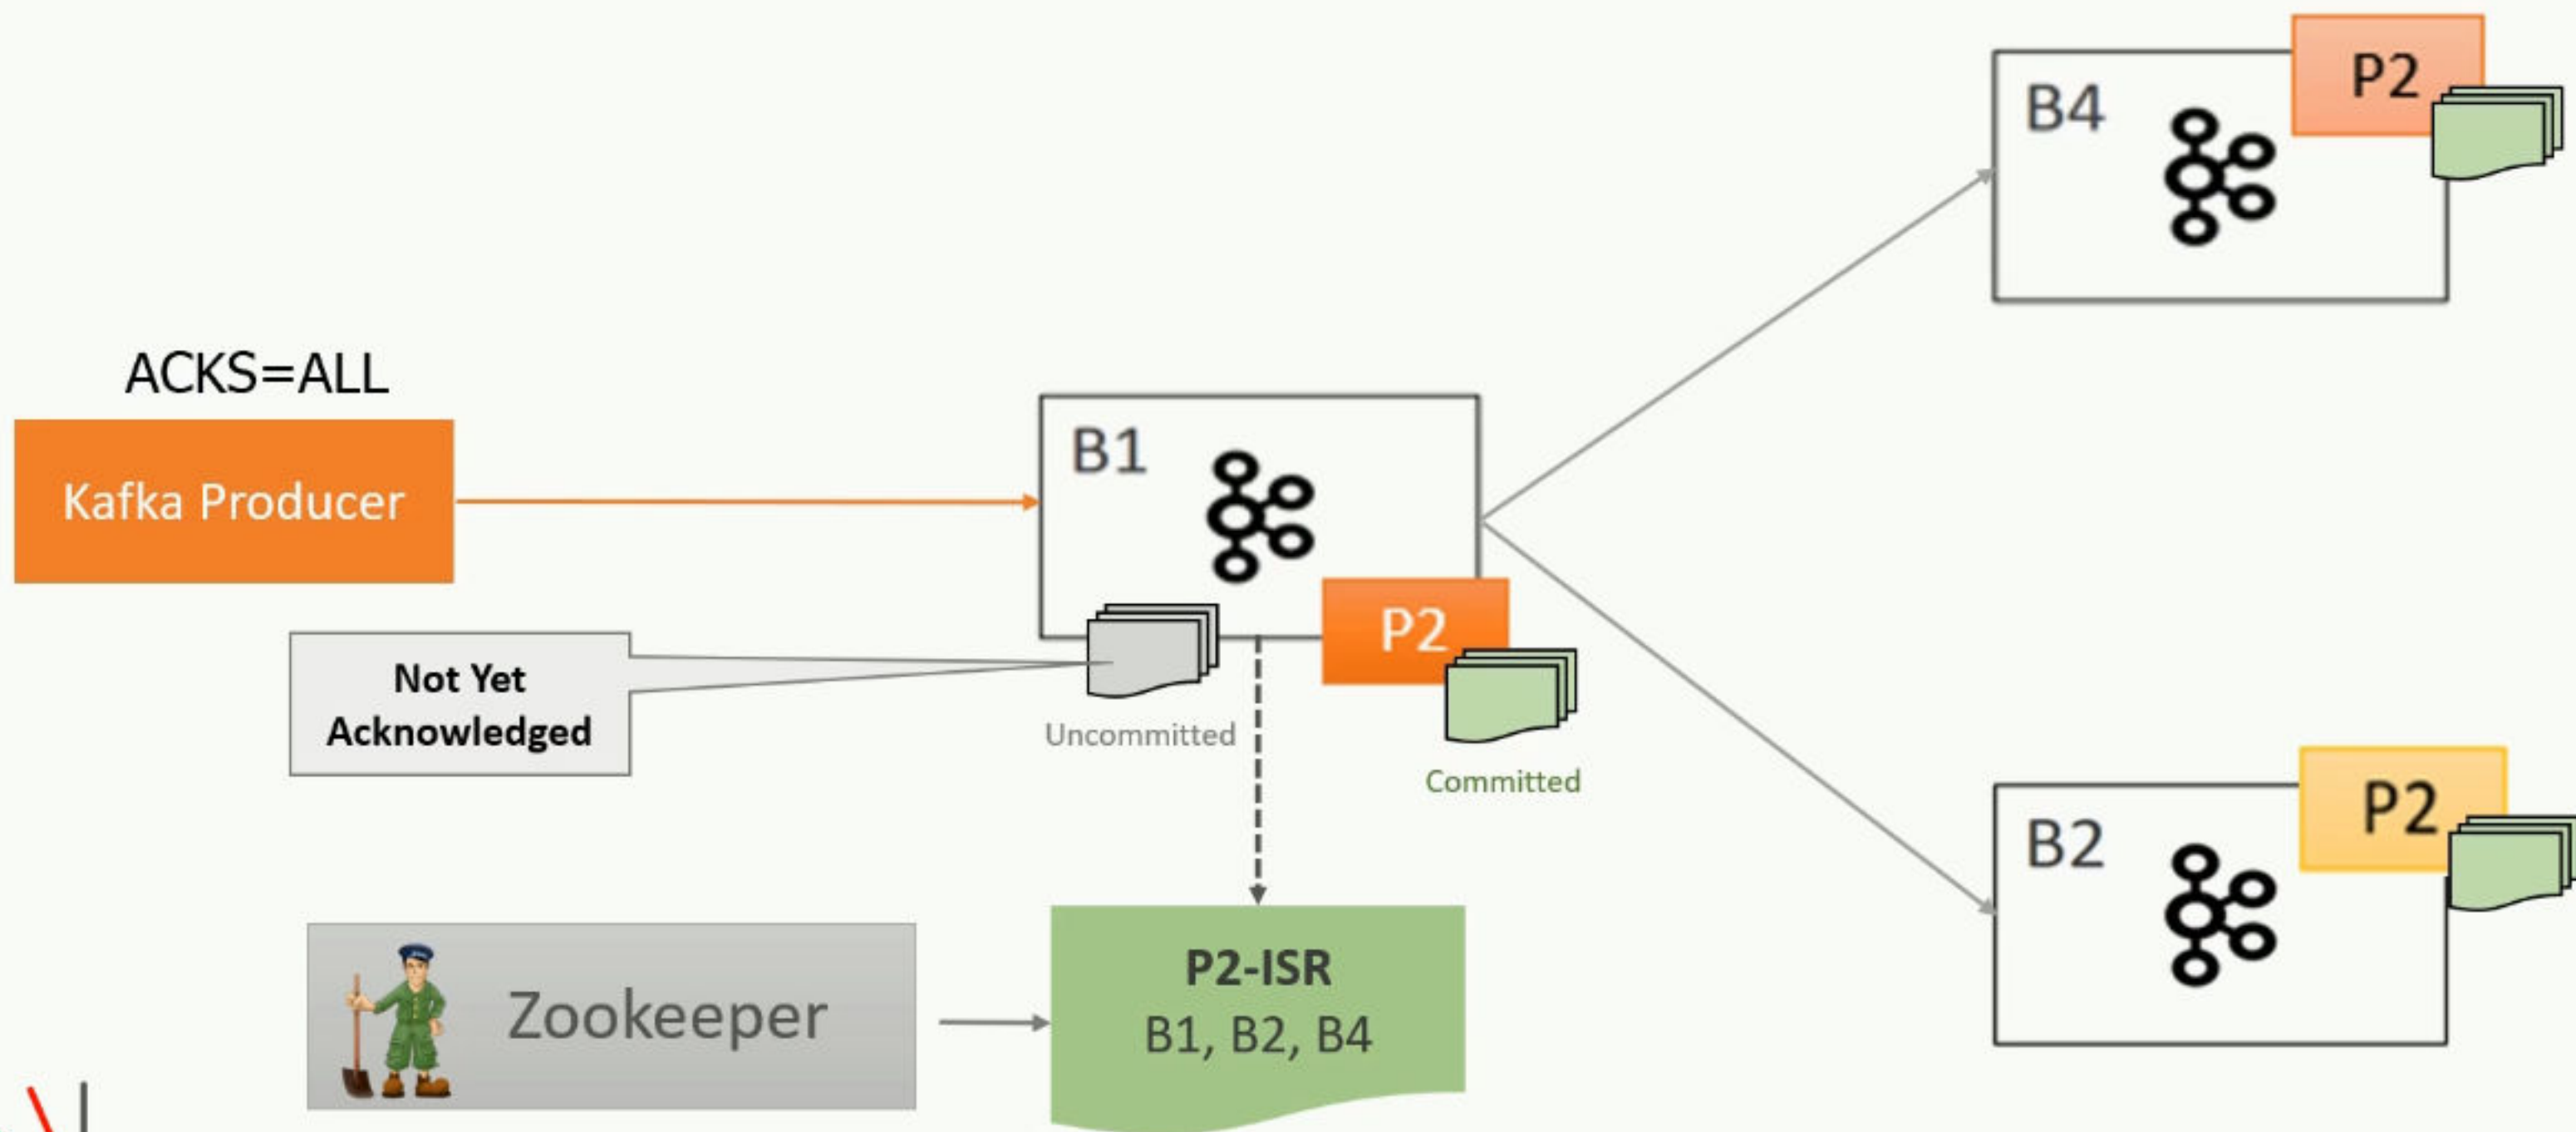 P2
B4
ACKS=ALL
Kafka Producer
B1
P2
Not Yet
Acknowledged
Uncommitted
Committed
P2
B2
Zookeeper
P2-ISR
B1, B2, B4